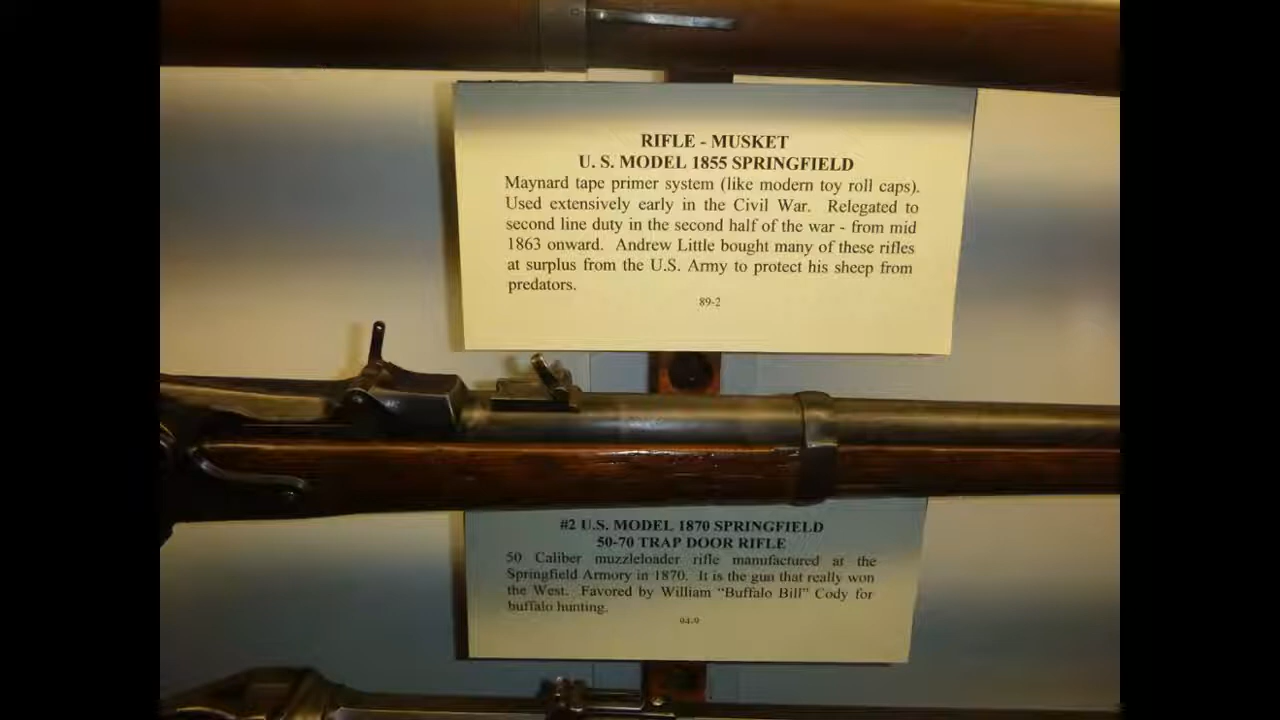 RIFLE - MUSKET
U. S. MODEL 1855 SPRINGFIELD
Maynard tape primer system (like modern toy roll caps).
Used extensively early in the Civil War. Relegated to
second line duty in the second half of the war - from mid
1863 onward. Andrew Little bought many of these rifles
at surplus from the U.S. Army to protect his sheep from
predators.
89-2
#2 U.S. MODEL 1870 SPRINGFIELD
50-70 TRAP DOOR RIFLE
50 Caliber muzzleloader rifle manufactured at the
Springfield Armory in 1870. It is the gun that really won
the West. Favored by William "Buffalo Bill" Cody for
buffalo hunting.
94-9